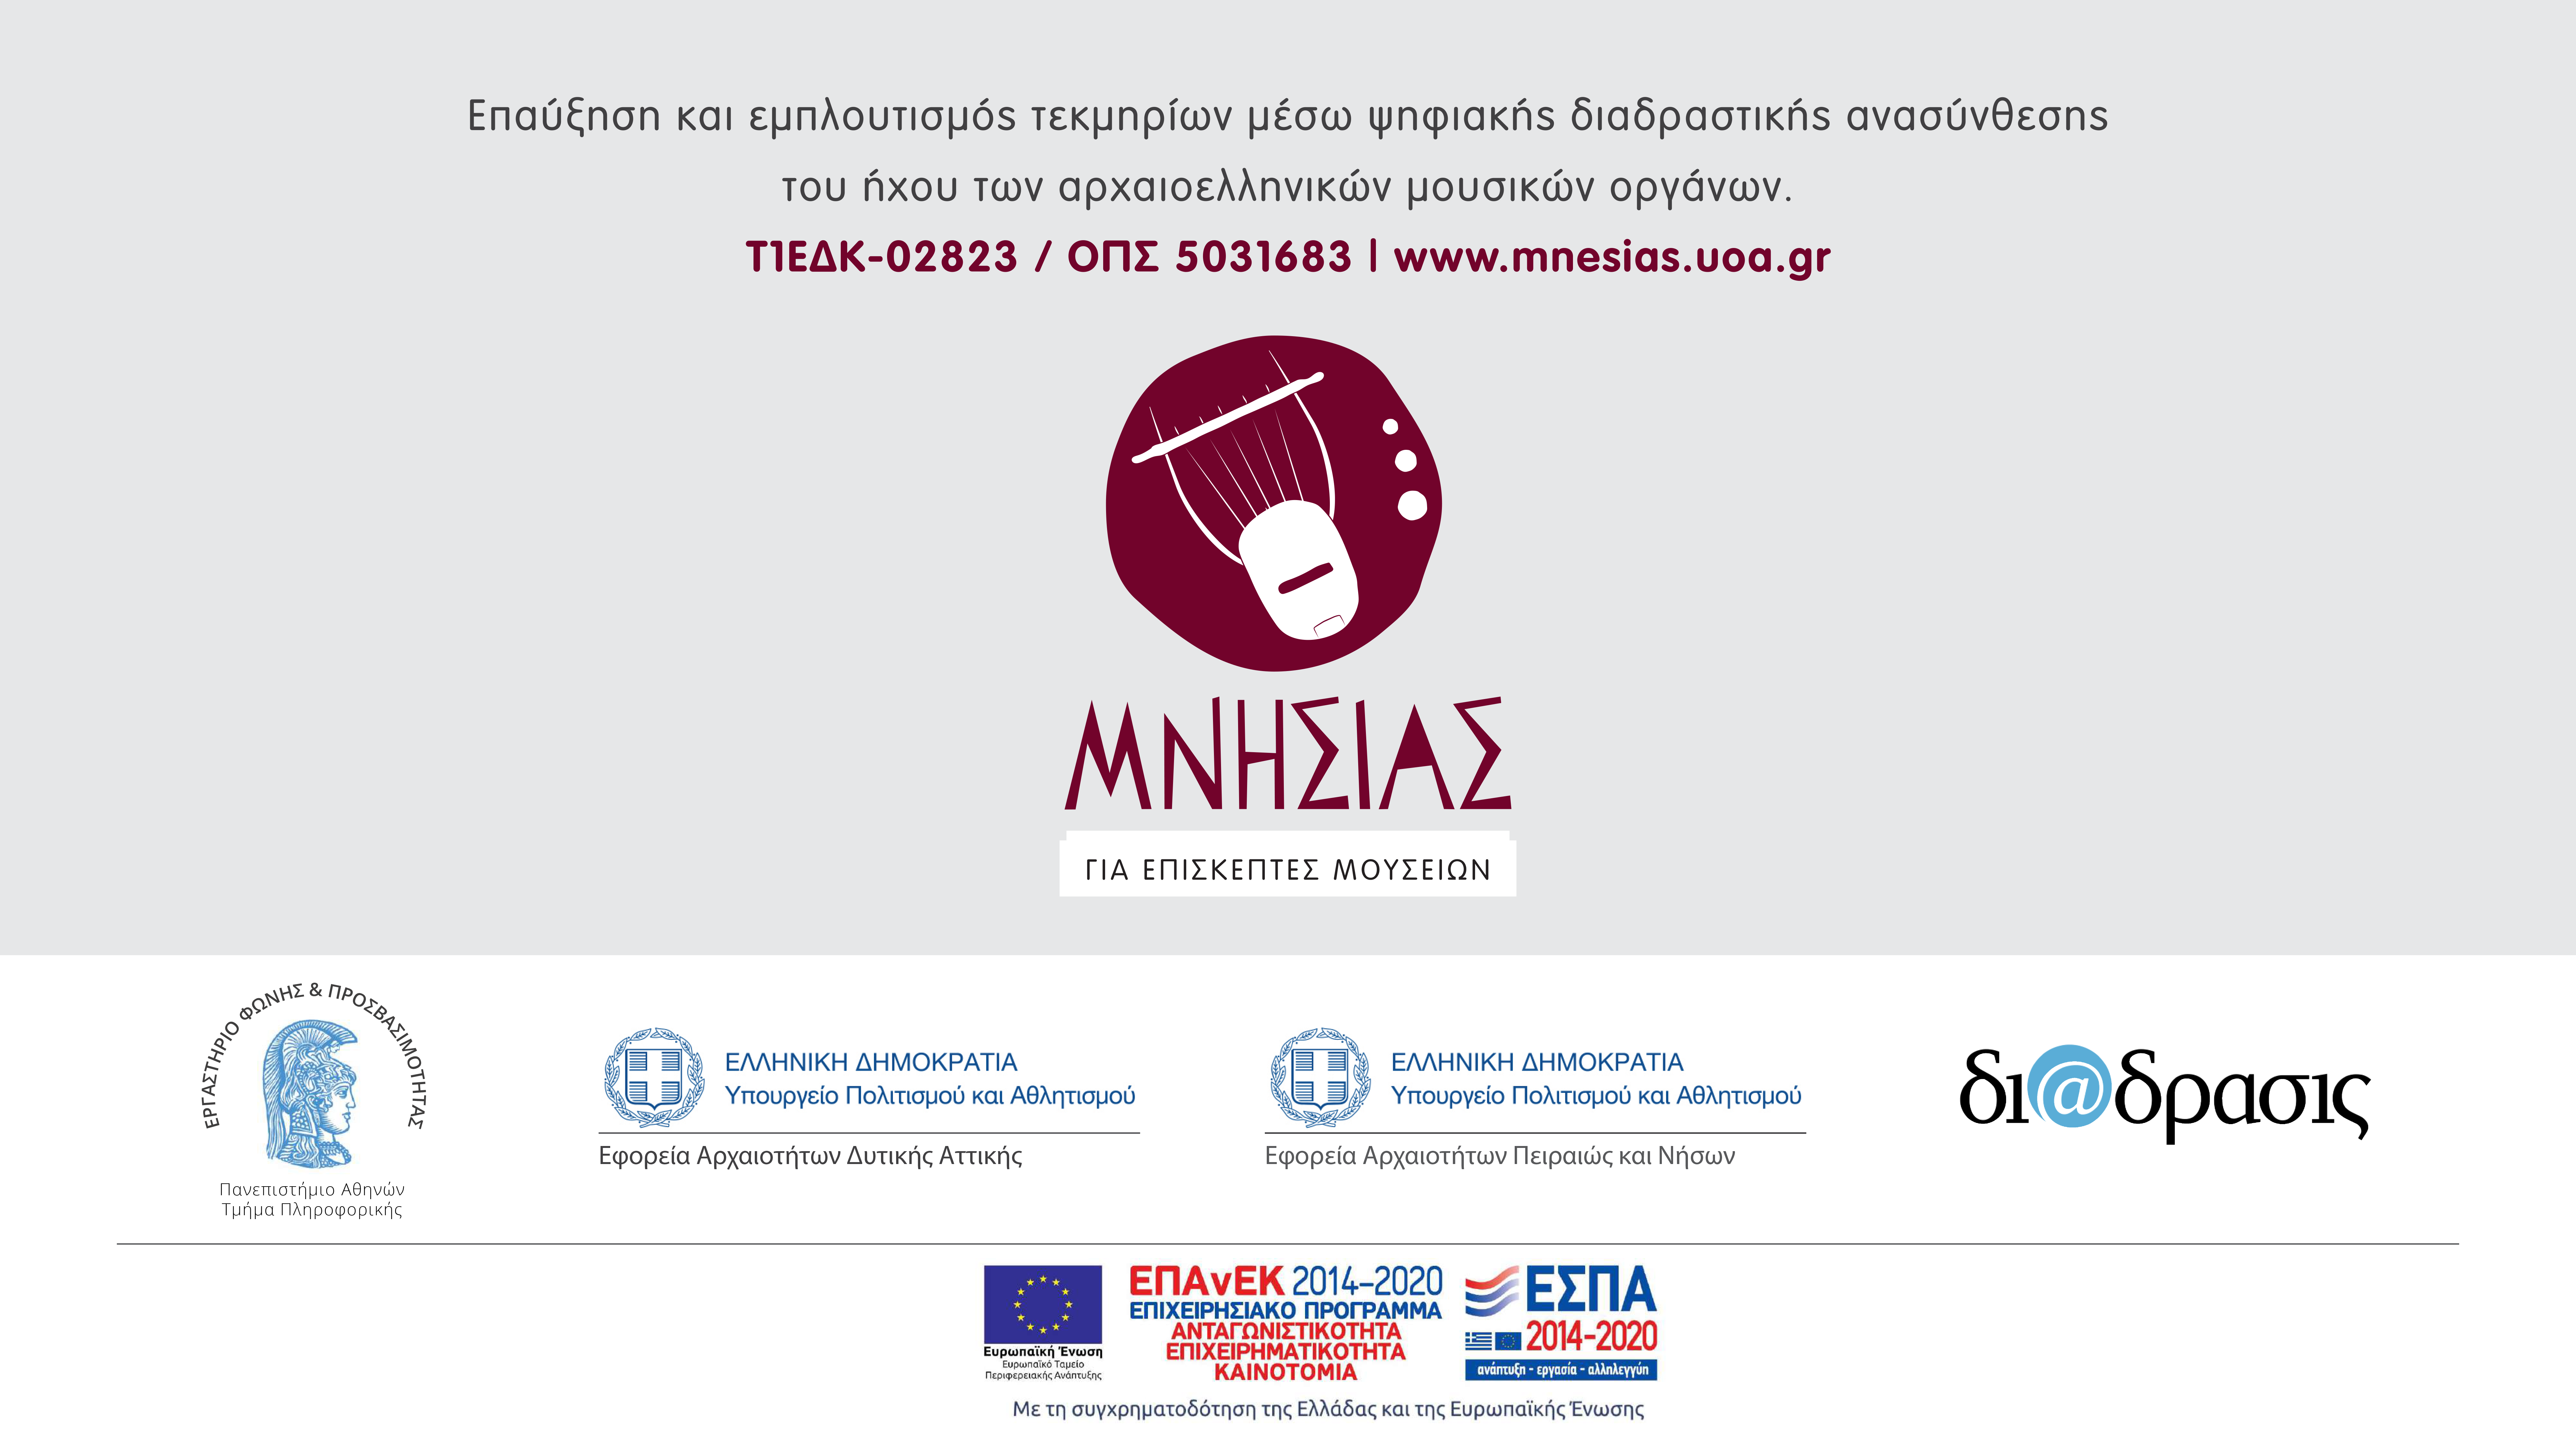 Επαύξηση και εμπλουτισμός τεκμηρίων μέσω ψηφιακής διαδραστικής ανασύνθεσης
του ήχου των αρχαιοελληνικών μουσικών οργάνων.
Τ1ΕΔΚ-02823 / ΟΠΣ 5031683 | www.mnesias.uoa.gr
ΜΝΗΣΙΑΣ
ΓΙΑ ΕΠΙΣΚΕΠΤΕΣ ΜΟΥΣΕΙΩΝ
ΕΡΓΑΣΤΗΡΙΟ ΦΩΝΗΣ & ΠΡΟΣΒΑΣΙΜΟΤΗΤΑΣ
Πανεπιστήμιο Αθηνών
Τμήμα Πληροφορικής
ΕΛΛΗΝΙΚΗ ΔΗΜΟΚΡΑΤΙΑ
Υπουργείο Πολιτισμού και Αθλητισμού
Εφορεία Αρχαιοτήτων Δυτικής Αττικής
ΕΛΛΗΝΙΚΗ ΔΗΜΟΚΡΑΤΙΑ
Υπουργείο Πολιτισμού και Αθλητισμού
Εφορεία Αρχαιοτήτων Πειραιώς και Νήσων
δι@δρασις
Ευρωπαϊκή Ένωση
Ευρωπαϊκό Ταμείο
Περιφερειακής Ανάπτυξης
ΕΠΑνΕΚ 2014–2020
ΕΠΙΧΕΙΡΗΣΙΑΚΟ ΠΡΟΓΡΑΜΜΑ
ΑΝΤΑΓΩΝΙΣΤΙΚΟΤΗΤΑ
ΕΠΙΧΕΙΡΗΜΑΤΙΚΟΤΗΤΑ
ΚΑΙΝΟΤΟΜΙΑ
ΕΣΠΑ
2014-2020
ανάπτυξη - εργασία - αλληλεγγύη
Με τη συγχρηματοδότηση της Ελλάδας και της Ευρωπαϊκής Ένωσης